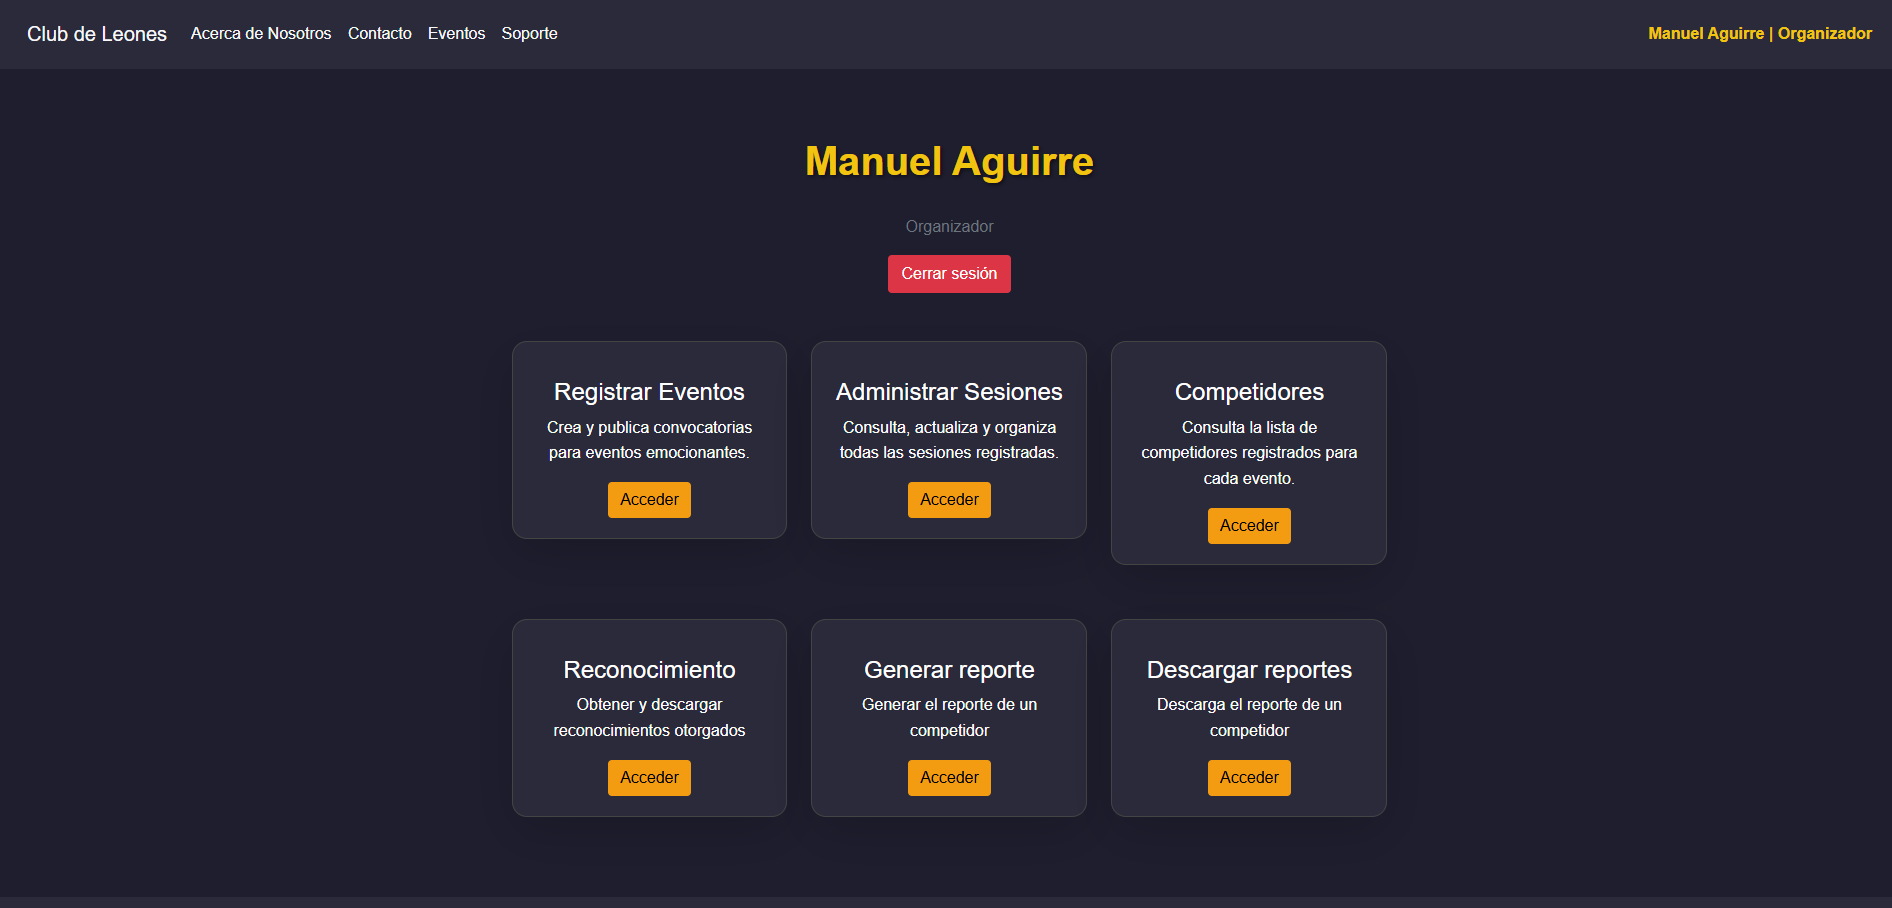 Club de Leones Acerca de Nosotros Contacto Eventos Soporte Manuel Aguirre | Organizador
Manuel Aguirre
Organizador
Cerrar sesión
Registrar Eventos
Crea y publica convocatorias
para eventos emocionantes.
Acceder
Administrar Sesiones
Consulta, actualiza y organiza
todas las sesiones registradas.
Acceder
Competidores
Consulta la lista de
competidores registrados para
cada evento.
Acceder
Reconocimiento
Obtener y descargar
reconocimientos otorgados
Acceder
Generar reporte
Generar el reporte de un
competidor
Acceder
Descargar reportes
Descarga el reporte de un
competidor
Acceder